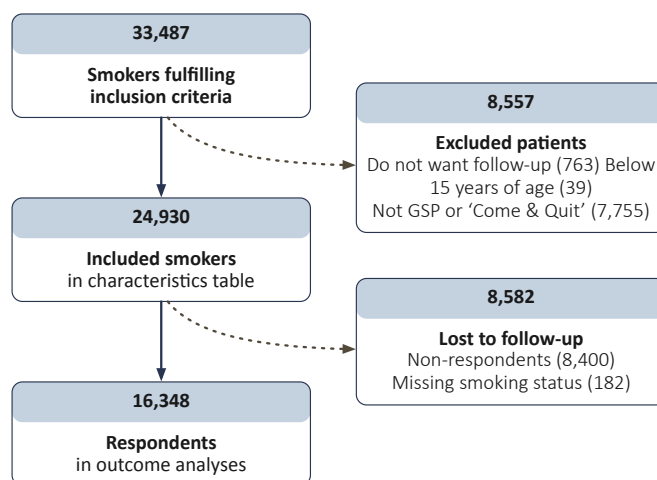 33,487
Smokers fulfilling
inclusion criteria
8,557
Excluded patients
Do not want follow-up (763) Below
15 years of age (39)
Not GSP or ‘Come & Quit’ (7,755)
24,930
Included smokers
in characteristics table
8,582
Lost to follow-up
Non-respondents (8,400)
Missing smoking status (182)
16,348
Respondents
in outcome analyses